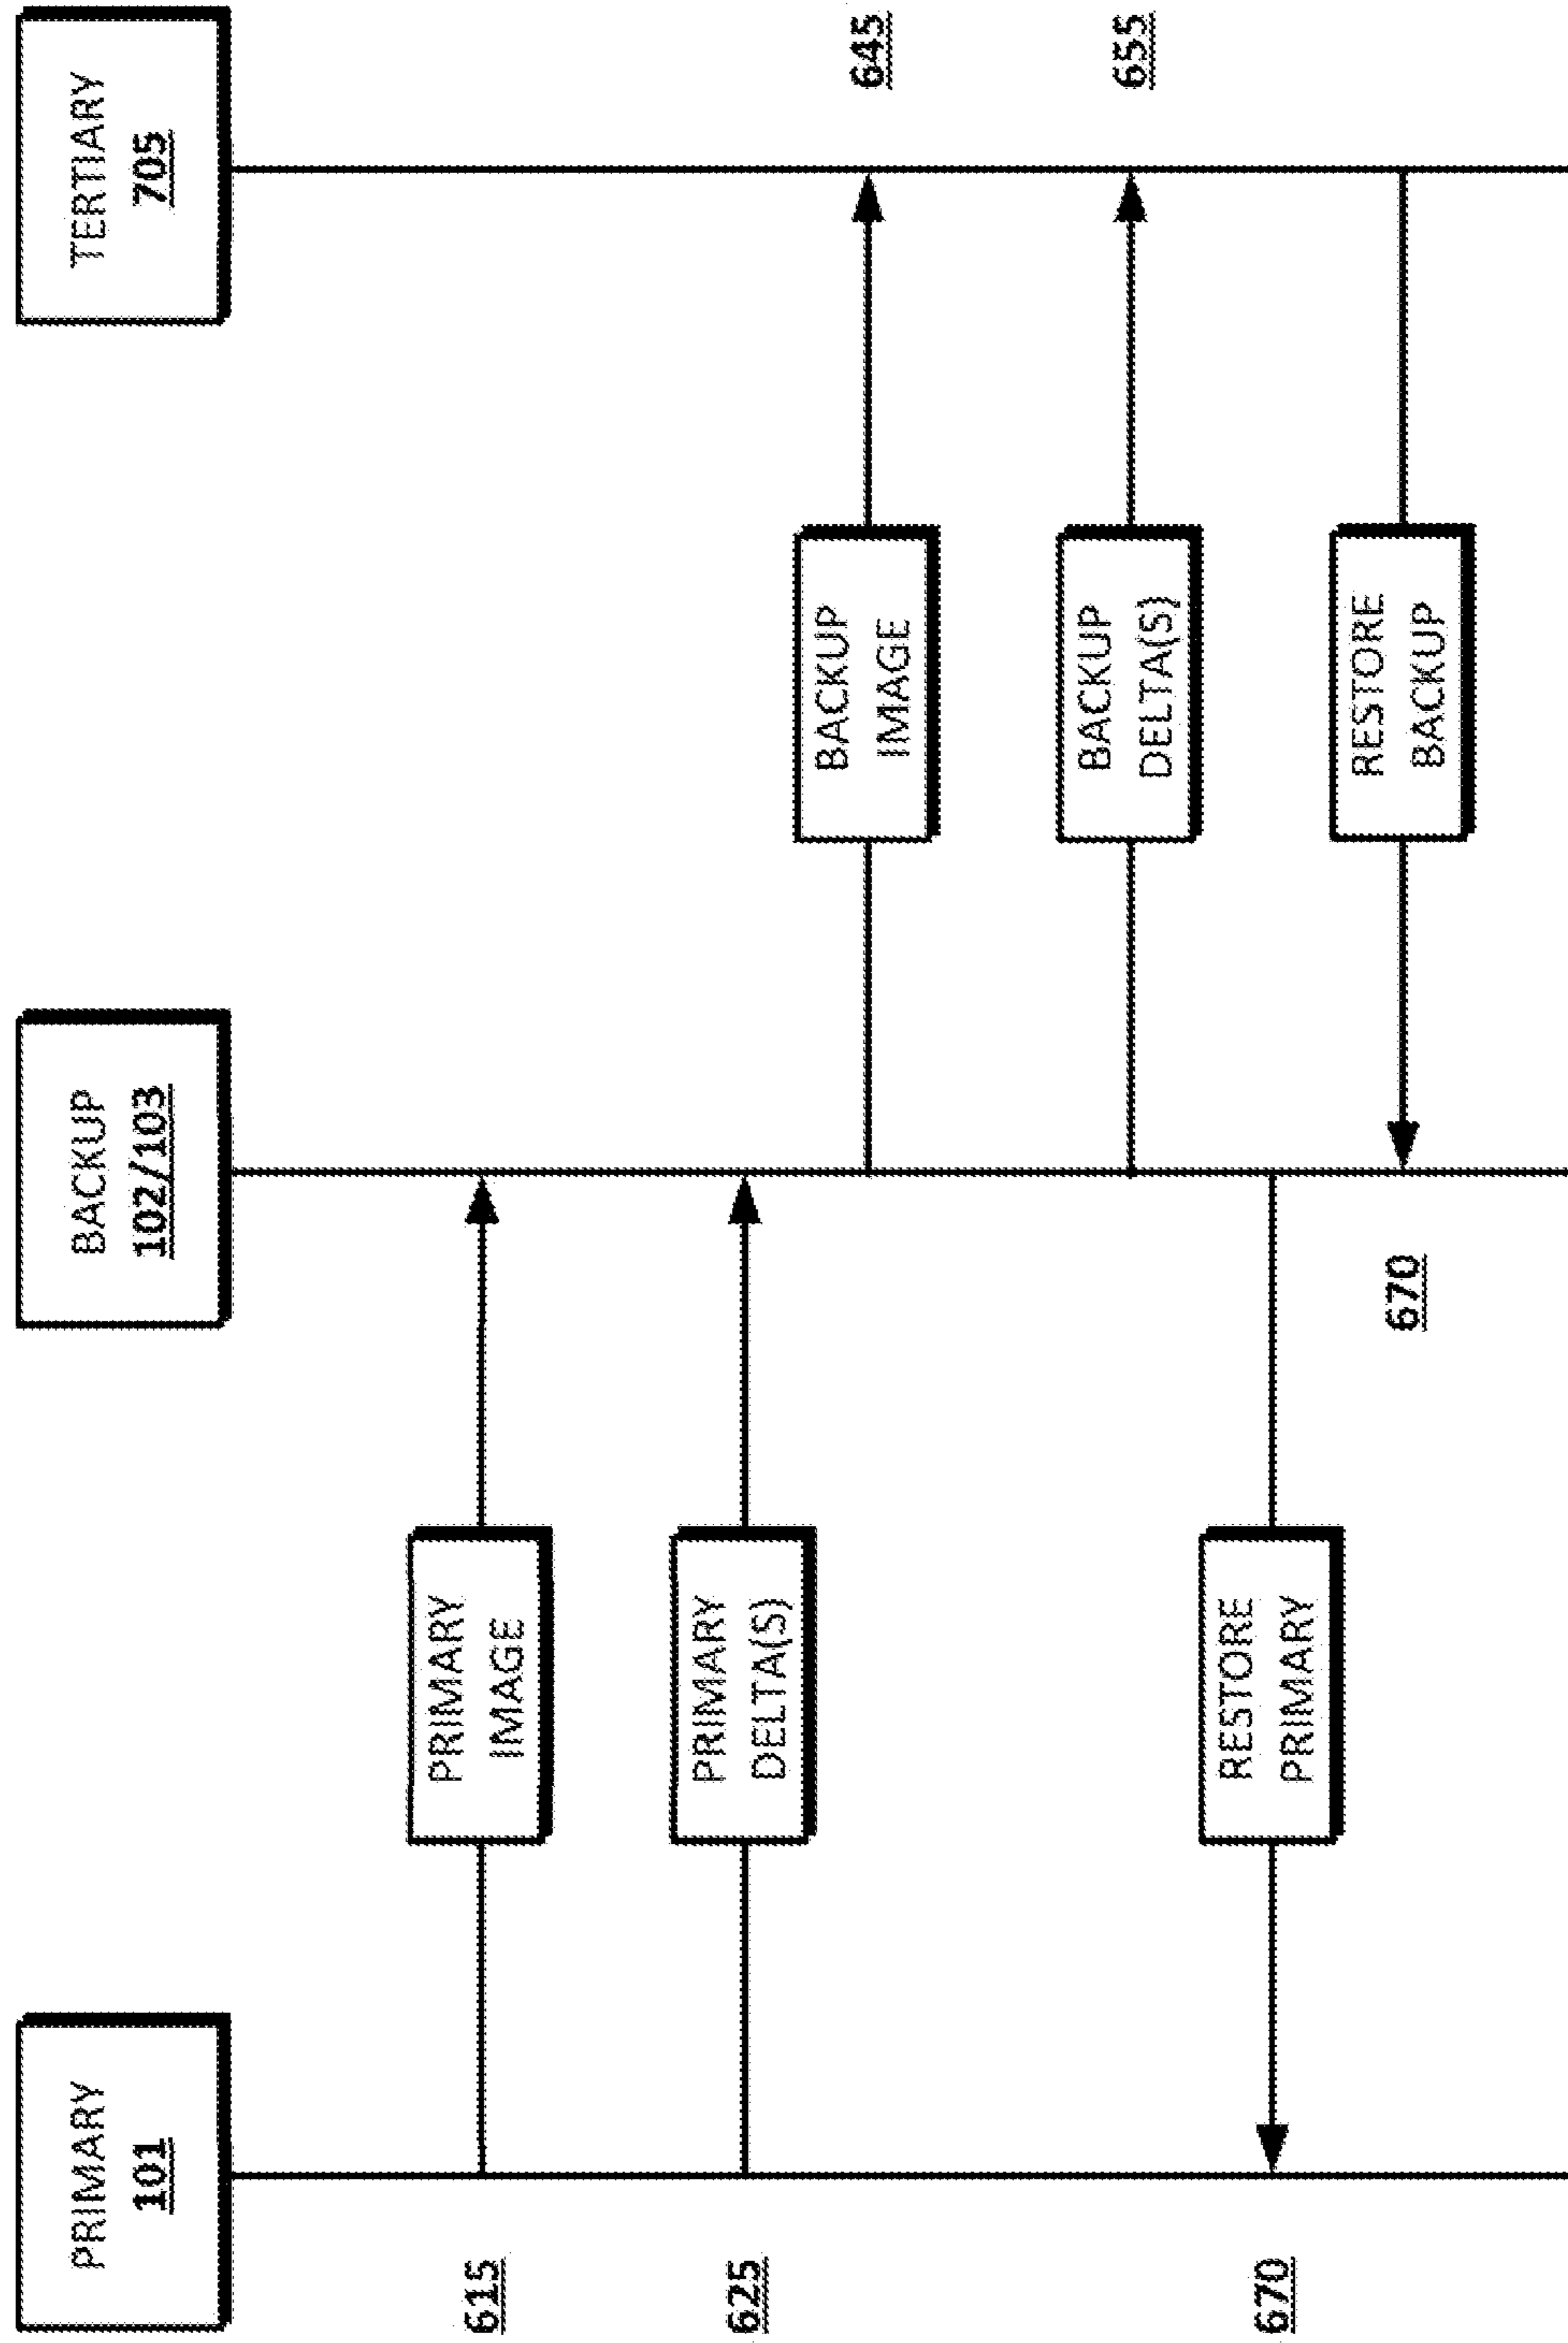 PRIMARY
101
BACKUP
102/103
TERTIARY
705
615
PRIMARY
IMAGE
625
PRIMARY
DELTA(S)
BACKUP
IMAGE
645
BACKUP
DELTA(S)
655
670
RESTORE
PRIMARY
670
RESTORE
BACKUP